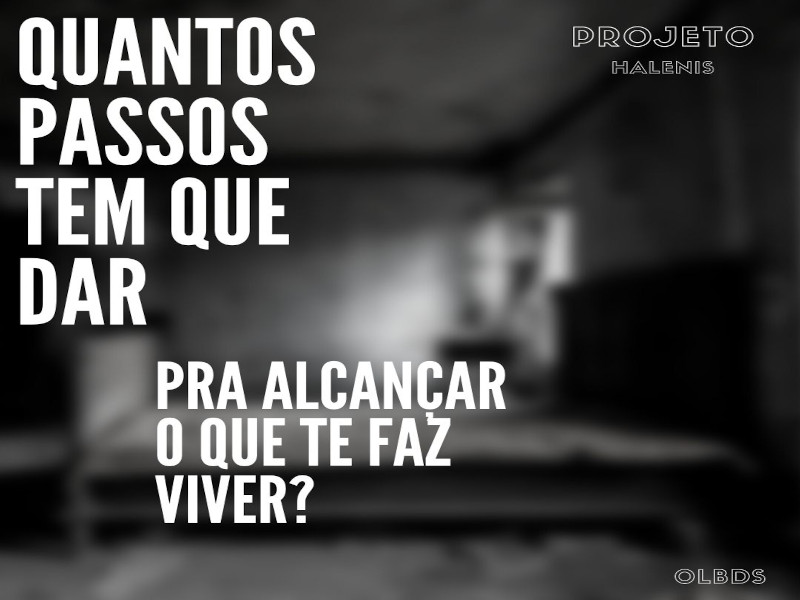 QUANTOS
PASSOS
TEM QUE
DAR
PRA ALCANÇAR
O QUE TE FAZ
VIVER?
PROJETO
HALENIS
OLBDS